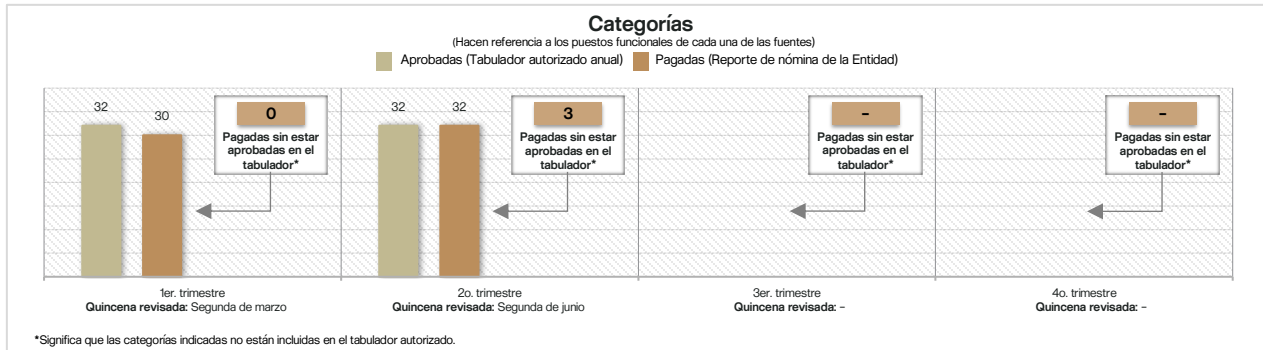 Categorías
(Hacen referencia a los puestos funcionales de cada una de las fuentes)
Aprobadas (Tabulador autorizado anual) Pagadas (Reporte de nómina de la Entidad)
32
30
0
Pagadas sin estar
aprobadas en el
tabulador*
32
32
3
Pagadas sin estar
aprobadas en el
tabulador*
-
Pagadas sin estar
aprobadas en el
tabulador*
-
Pagadas sin estar
aprobadas en el
tabulador*
1er. trimestre
Quincena revisada: Segunda de marzo
2o. trimestre
Quincena revisada: Segunda de junio
3er. trimestre
Quincena revisada: -
4o. trimestre
Quincena revisada: -
*Significa que las categorías indicadas no están incluidas en el tabulador autorizado.